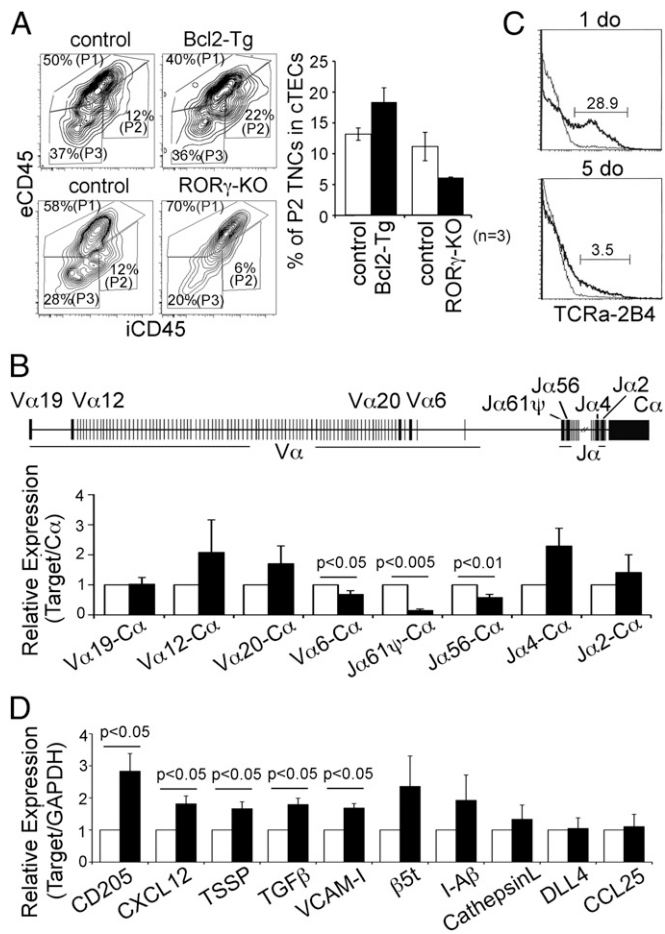 A
control
Bcl2-Tg
50%(P1)
40%(P1)
12%
(P2)
22%
(P2)
37%(P3)
36%(P3)
control
RORγ-KO
58%(P1)
70%(P1)
12%
(P2)
6%
(P2)
28%(P3)
20%(P3)
eCD45
iCD45
% of P2 TNCs in cTECs
25
20
15
10
5
0
control
Bcl2-Tg
control
RORγ-KO
(n=3)
C
1 do
28.9
5 do
3.5
TCRa-2B4
B
Vα19
Vα12
Vα20
Vα6
Jα61ψ
Jα56
Jα4
Jα2
Cα
Vα
Jα
Relative Expression
(Target/Cα)
4
3
2
1
0
p<0.05
p<0.005
p<0.01
Vα19-Cα
Vα12-Cα
Vα20-Cα
Vα6-Cα
Jα61ψ-Cα
Jα56-Cα
Jα4-Cα
Jα2-Cα
D
Relative Expression
(Target/GAPDH)
4
3
2
1
0
p<0.05
p<0.05
p<0.05
p<0.05
p<0.05
CD205
CXCL12
TSSP
TGFβ
VCAM-I
β5t
I-Aβ
CathepsinL
DLL4
CCL25